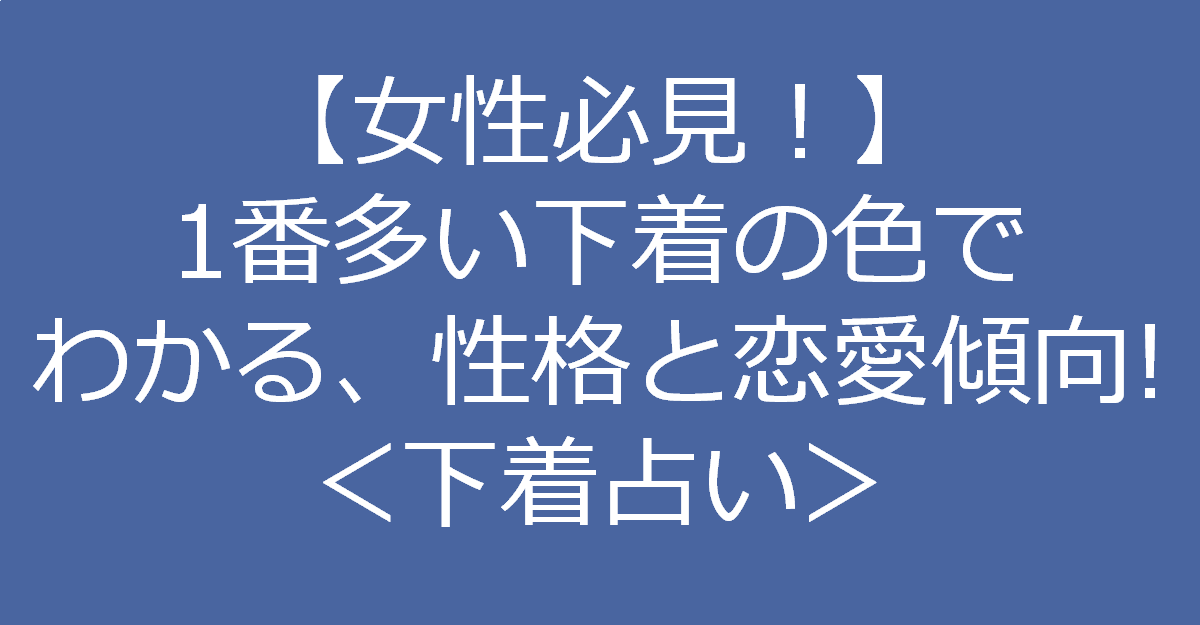 【女性必見！】
1番多い下着の色で
わかる、性格と恋愛傾向!
＜下着占い＞